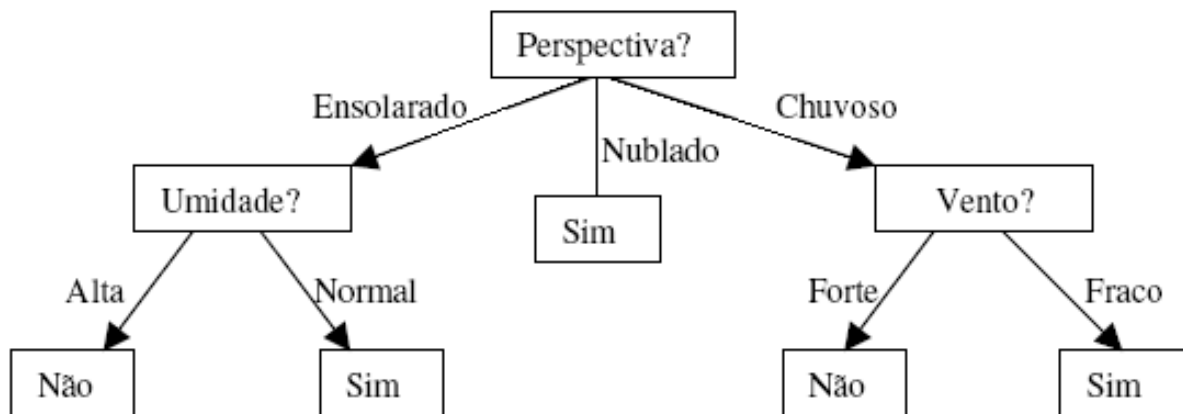 Perspectiva?
Ensolarado
Chuvoso
Nublado
Umidade?
Sim
Vento?
Alta
Normal
Forte
Fraco
Não
Sim
Não
Sim